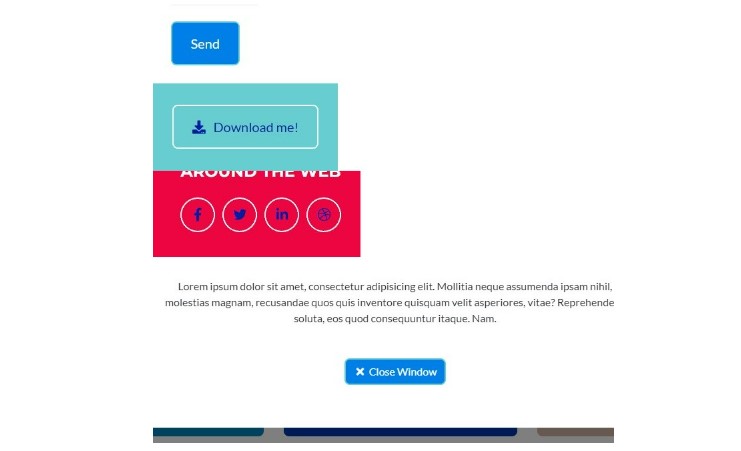 Send
Download me!
AROUND THE WEB
Lorem ipsum dolor sit amet, consectetur adipisicing elit. Mollitia neque assumenda ipsam nihil,
molestias magnam, recusandae quos quis inventore quisquam velit asperiores, vitae? Reprehende
soluta, eos quod consequuntur itaque. Nam.
Close Window